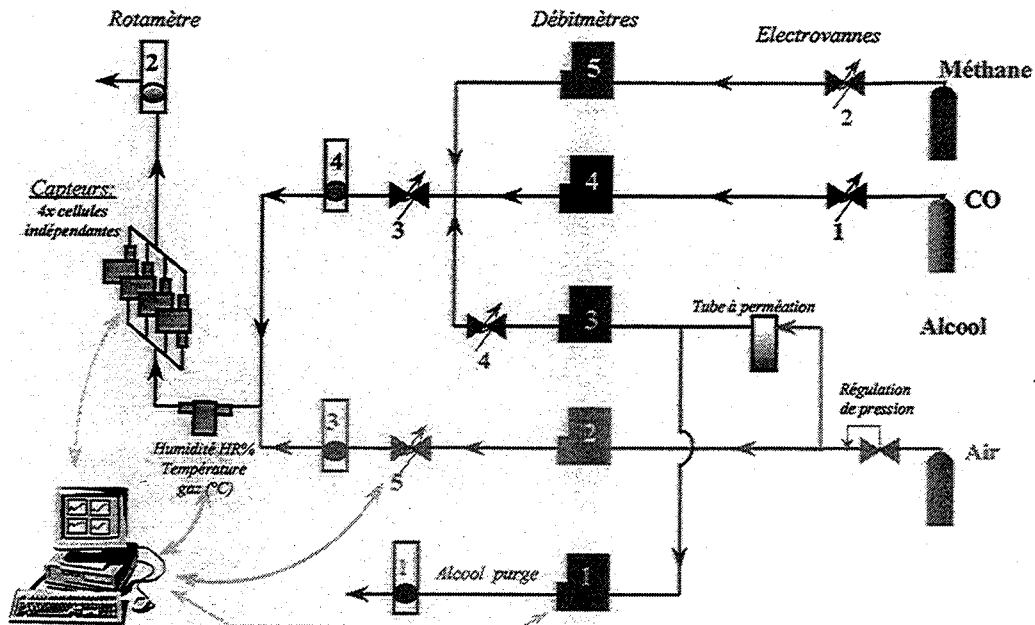 Rotamètre
Débitmètres
Electrovannes
Méthane
2
5
2
Capteurs:
4x cellules
indépendantes
4
3
4
1
CO
3
4
Tube à perméation
Alcool
Régulation
de pression
3
5
2
Air
Humidité HR%
Température
gaz (°C)
1
Alcool purge
1